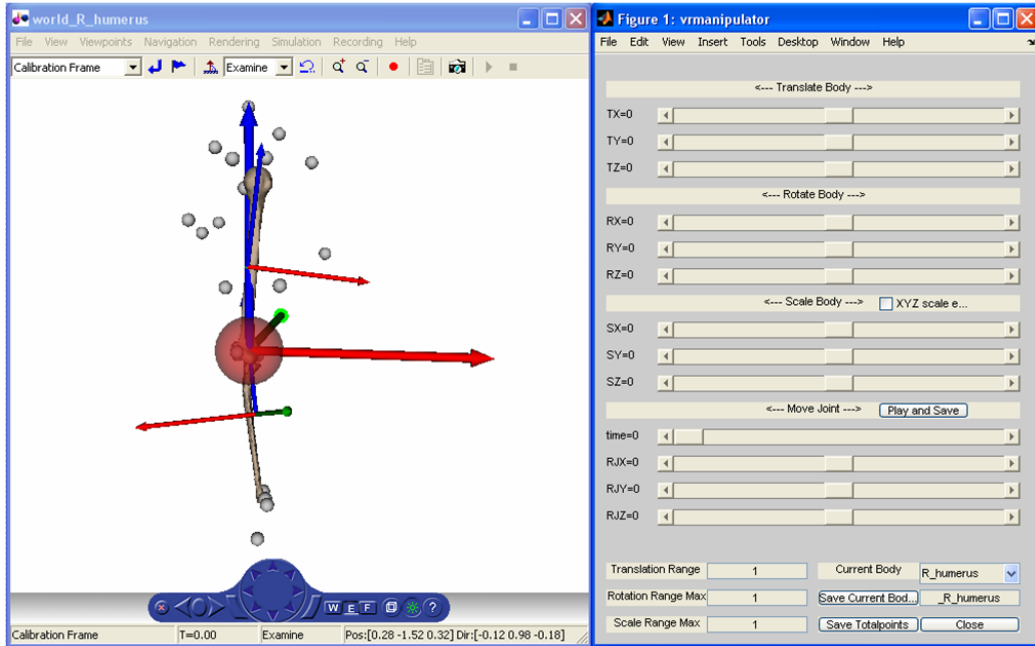 world_R_humerus
File View Viewpoints Navigation Rendering Simulation Recording Help
Calibration Frame Examine
Calibration Frame T=0.00 Examine Pos:[0.28 -1.52 0.32] Dir:[-0.12 0.98 -0.18]
W E F ?
Figure 1: vrmanipulator
File Edit View Insert Tools Desktop Window Help
<--- Translate Body --->
TX=0
TY=0
TZ=0
<--- Rotate Body --->
RX=0
RY=0
RZ=0
<--- Scale Body ---> XYZ scale e...
SX=0
SY=0
SZ=0
<--- Move Joint ---> Play and Save
time=0
RJX=0
RJY=0
RJZ=0
Translation Range 1 Current Body R_humerus
Rotation Range Max 1 Save Current Bod... _R_humerus
Scale Range Max 1 Save Totalpoints Close